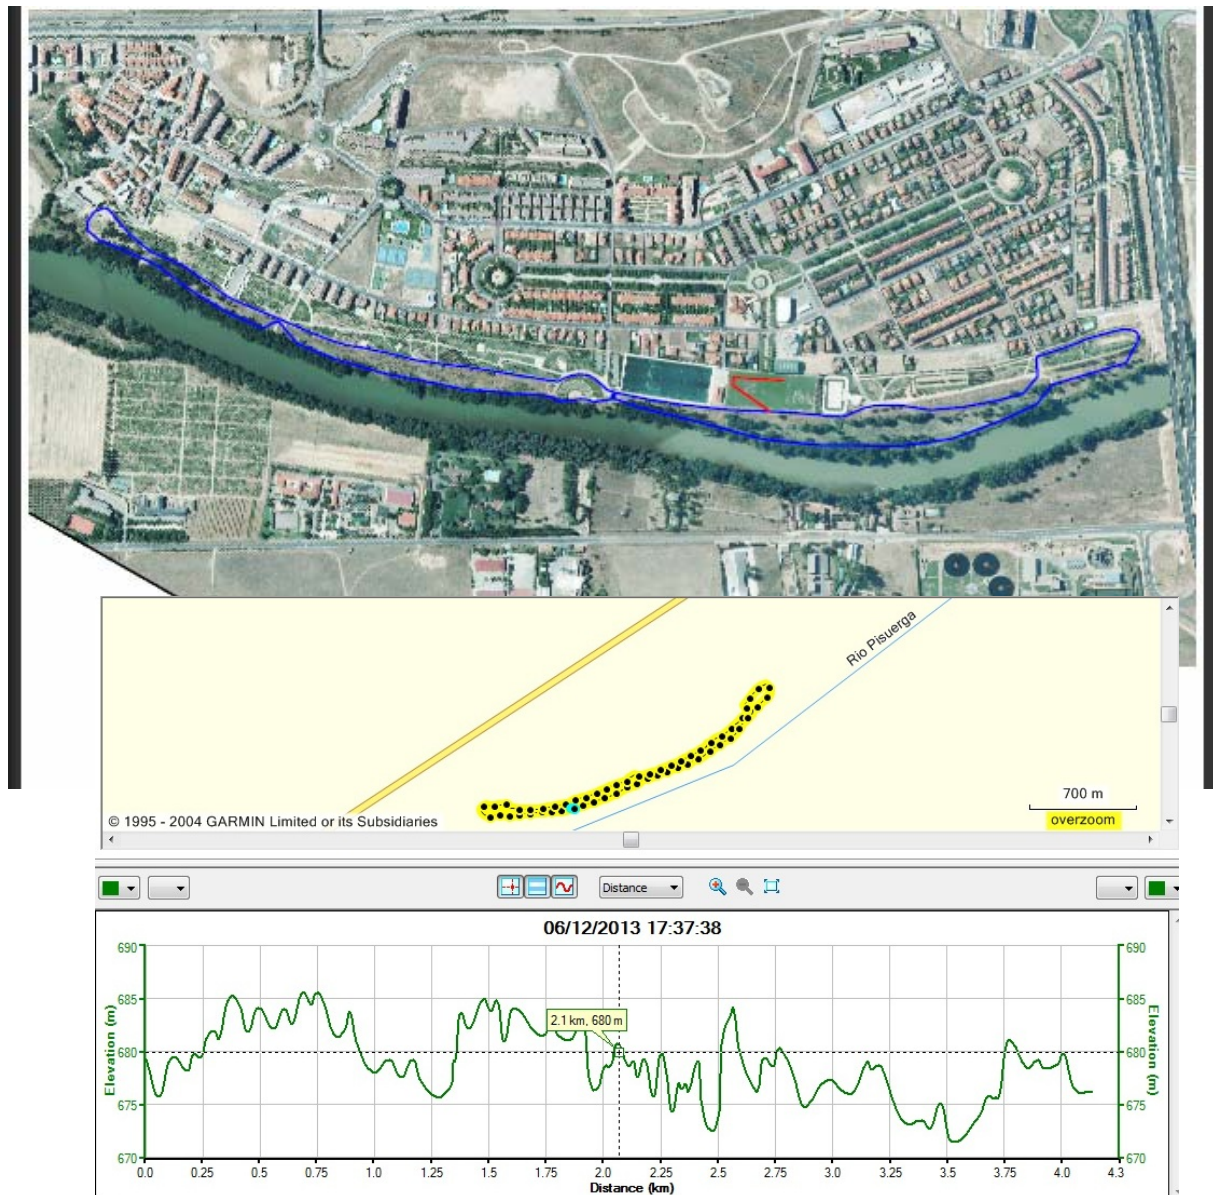 Rio Pisuerga
700 m
overzoom
© 1995 - 2004 GARMIN Limited or its Subsidiaries
Distance
06/12/2013 17:37:38
690
690
685
685
680
680
675
675
670
670
Elevation (m)
Elevation (m)
2.1 km, 680 m
0.0 0.25 0.5 0.75 1.0 1.25 1.5 1.75 2.0 2.25 2.5 2.75 3.0 3.25 3.5 3.75 4.0 4.3
Distance (km)